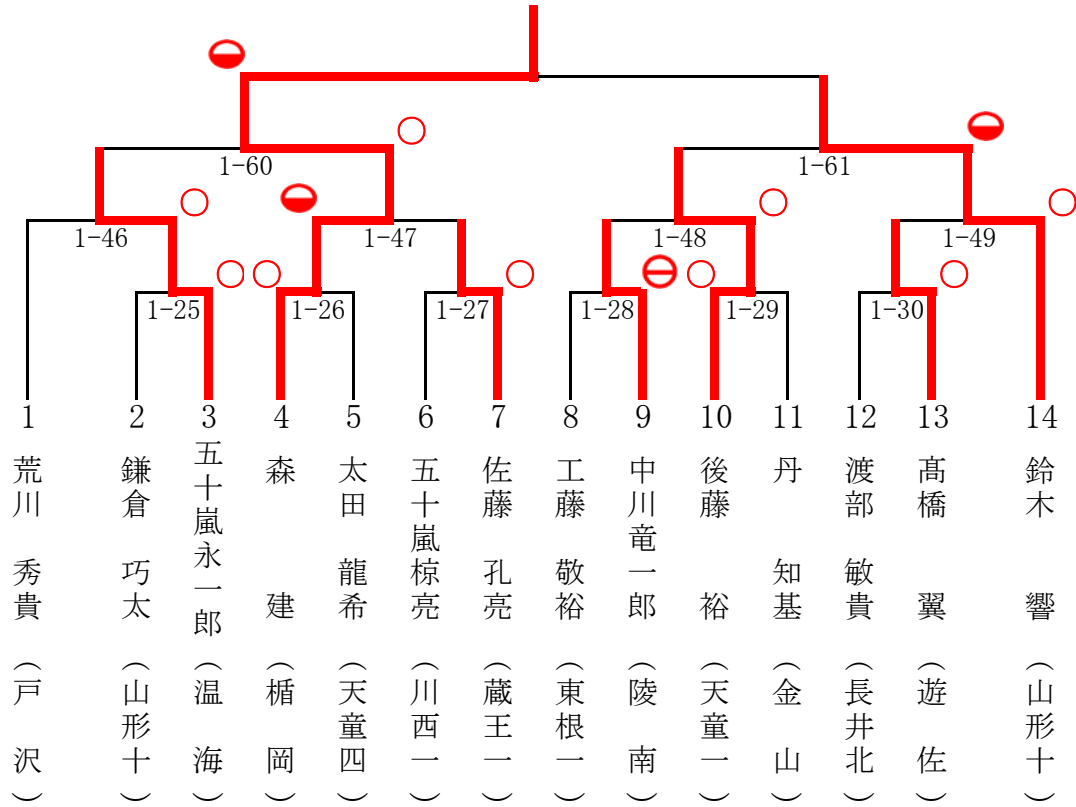 1-60
1-61
1-46
1-47
1-48
1-49
1-25
1-26
1-27
1-28
1-29
1-30
1
2
3
4
5
6
7
8
9
10
11
12
13
14
荒川 秀貴 (戸沢)
鎌倉 巧太 (山形十)
五十嵐永一郎 (温海)
森 建 (楯岡)
太田 龍希 (天童四)
五十嵐椋亮 (川西一)
佐藤 孔亮 (蔵王一)
工藤 敬裕 (東根一)
中川竜一郎 (陵南)
後藤 裕 (天童一)
丹 知基 (金山)
渡部 敏貴 (長井北)
髙橋 翼 (遊佐)
鈴木 響 (山形十)